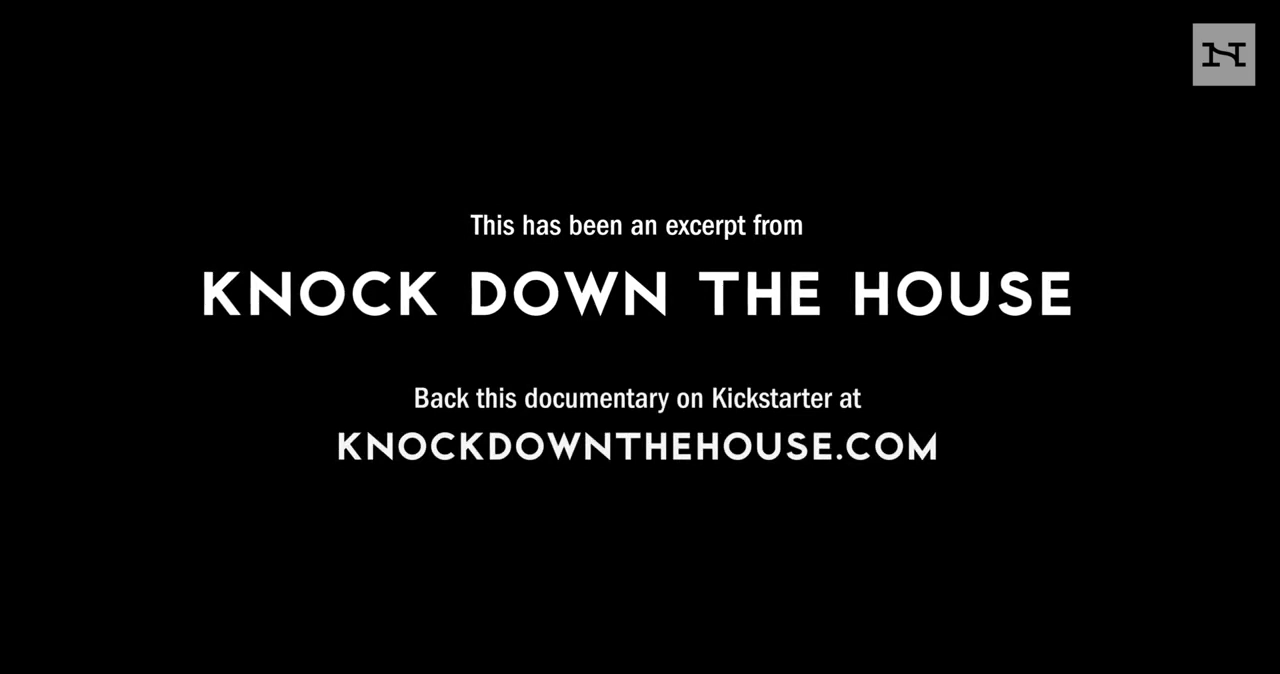 This has been an excerpt from
KNOCK DOWN THE HOUSE
Back this documentary on Kickstarter at
KNOCKDOWNTHEHOUSE.COM